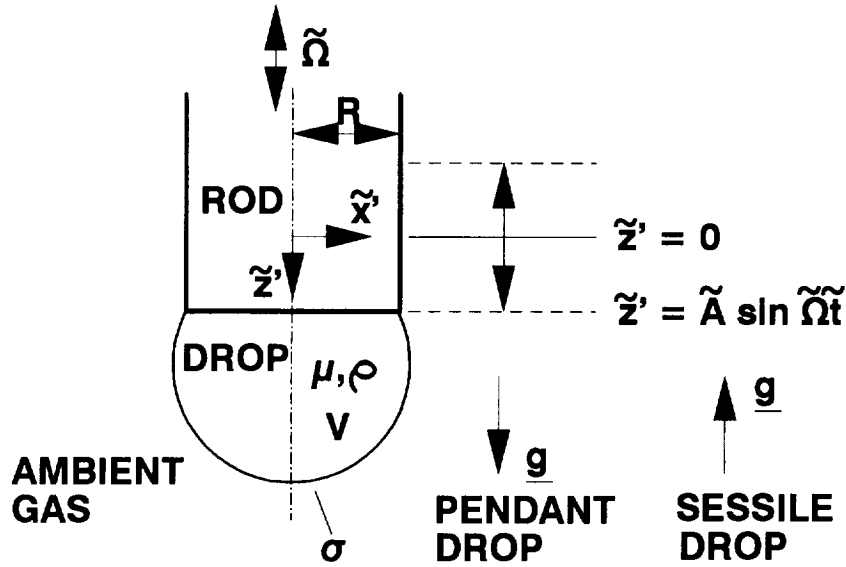 Ω̃
R
ROD
x̃'
z̃' = 0
z̃'
z̃' = Ã sin Ω̃t̃
DROP
μ,ρ
V
g
g
AMBIENT
GAS
PENDANT
DROP
SESSILE
DROP
σ